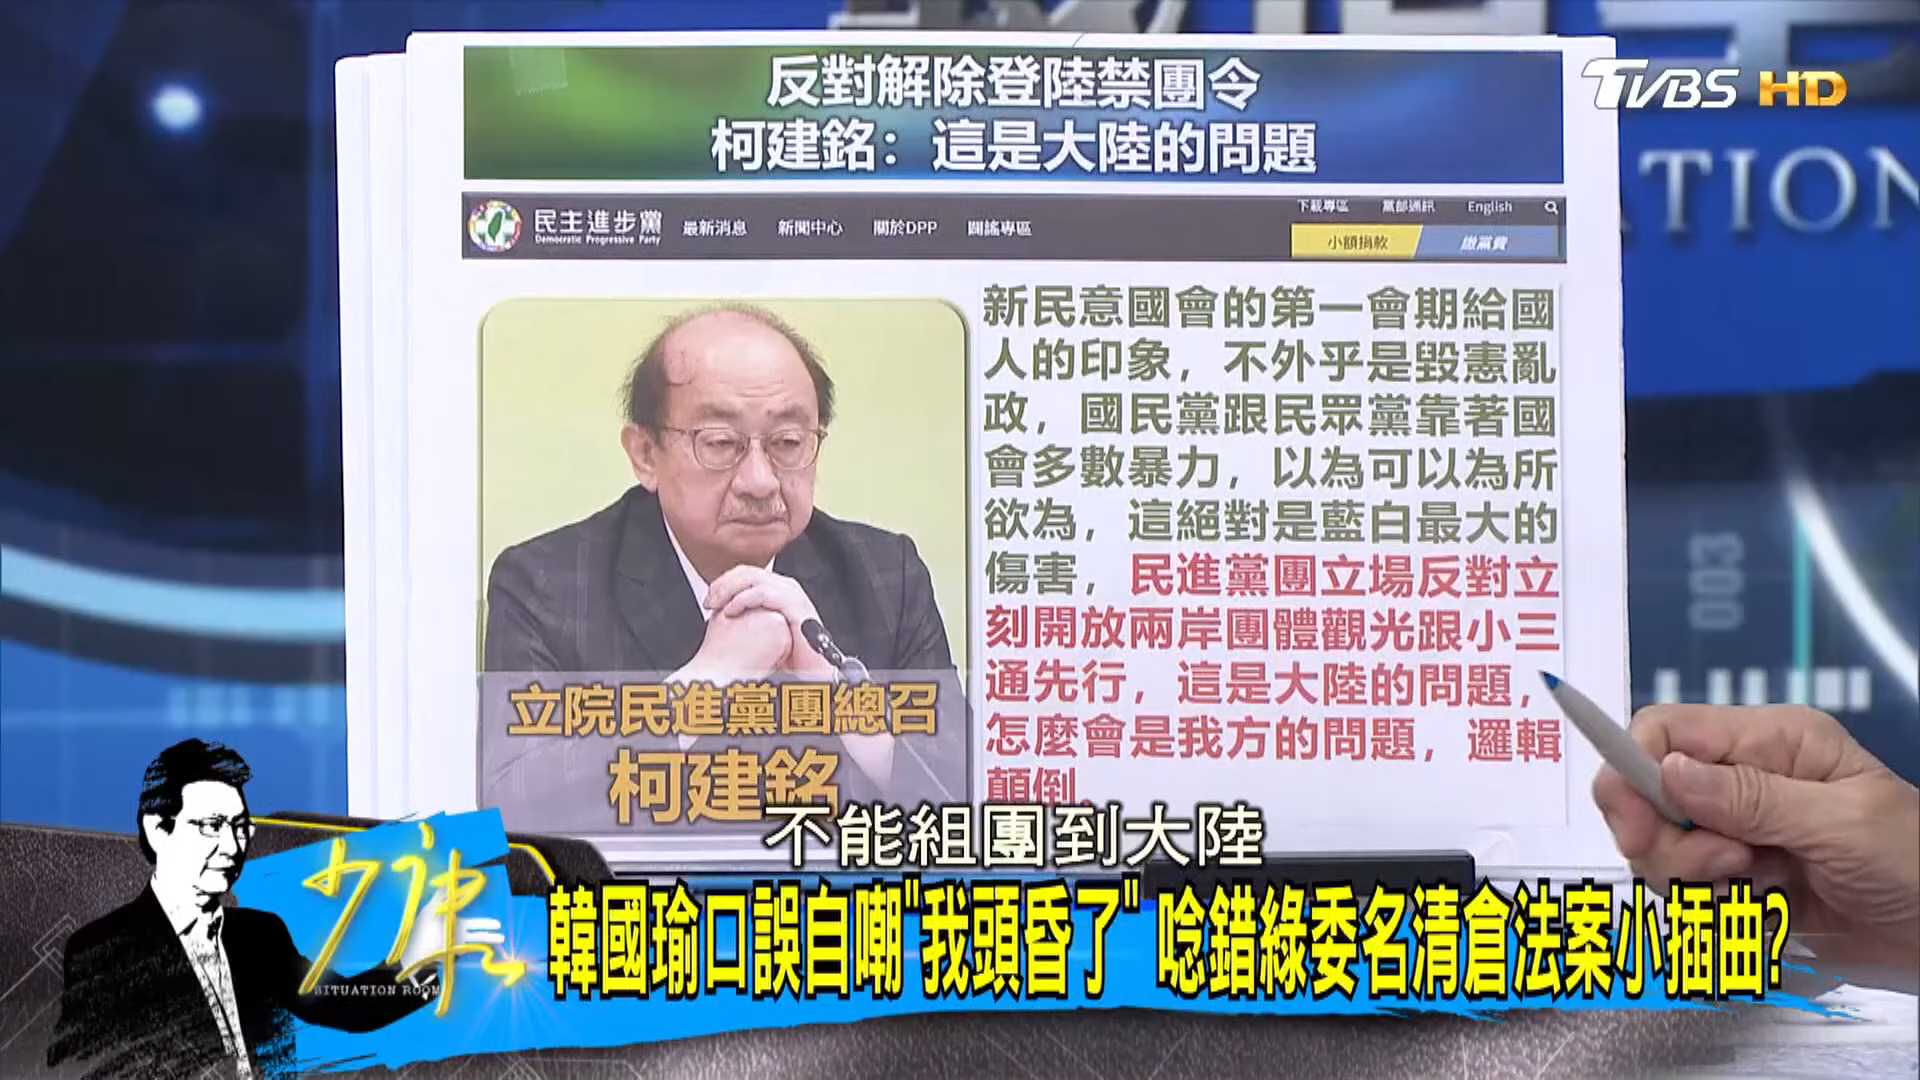 反對解除登陸禁團令
柯建銘：這是大陸的問題
TVBS HD
TION
民主進步黨
Democratic Progressive Party
最新消息
新聞中心
關於DPP
闢謠專區
下載專區
黨部通訊
English
小額捐款
繳黨費
新民意國會的第一會期給國
人的印象，不外乎是毀憲亂
政，國民黨跟民眾黨靠著國
會多數暴力，以為可以為所
欲為，這絕對是藍白最大的
傷害，民進黨團立場反對立
刻開放兩岸團體觀光跟小三
通先行，這是大陸的問題，
怎麼會是我方的問題，邏輯
顛倒。
立院民進黨團總召
柯建銘
003
不能組團到大陸
少康
SITUATION ROOM
韓國瑜口誤自嘲"我頭昏了" 唸錯綠委名清倉法案小插曲?